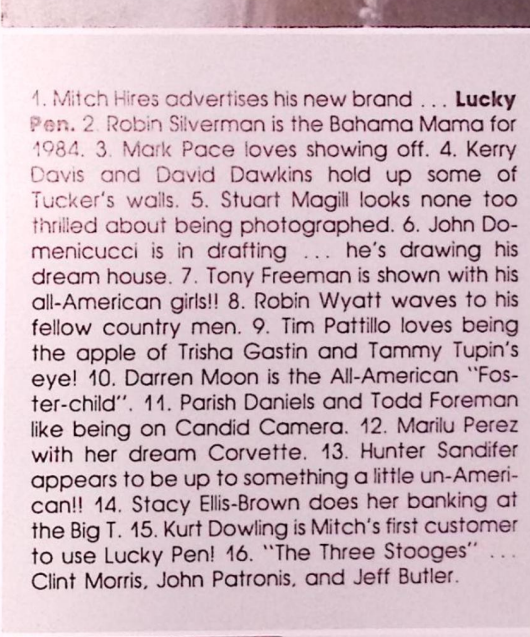 1. Mitch Hires advertises his new brand ... Lucky
Pen. 2. Robin Silverman is the Bahama Mama for
1984. 3. Mark Pace loves showing off. 4. Kerry
Davis and David Dawkins hold up some of
Tucker's walls. 5. Stuart Magill looks none too
thrilled about being photographed. 6. John Do-
menicucci is in drafting ... he's drawing his
dream house. 7. Tony Freeman is shown with his
all-American girls!! 8. Robin Wyatt waves to his
fellow country men. 9. Tim Pattillo loves being
the apple of Trisha Gastin and Tammy Tupin's
eye! 10. Darren Moon is the All-American "Fos-
ter-child". 11. Parish Daniels and Todd Foreman
like being on Candid Camera. 12. Marilu Perez
with her dream Corvette. 13. Hunter Sandifer
appears to be up to something a little un-Ameri-
can!! 14. Stacy Ellis-Brown does her banking at
the Big T. 15. Kurt Dowling is Mitch's first customer
to use Lucky Pen! 16. "The Three Stooges" ...
Clint Morris, John Patronis, and Jeff Butler.